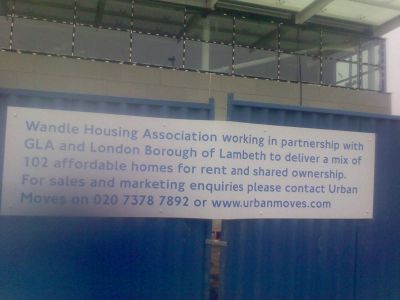 Wandle Housing Association working in partnership with
GLA and London Borough of Lambeth to deliver a mix of
102 affordable homes for rent and shared ownership.
For sales and marketing enquiries please contact Urban
Moves on 020 7378 7892 or www.urbanmoves.com